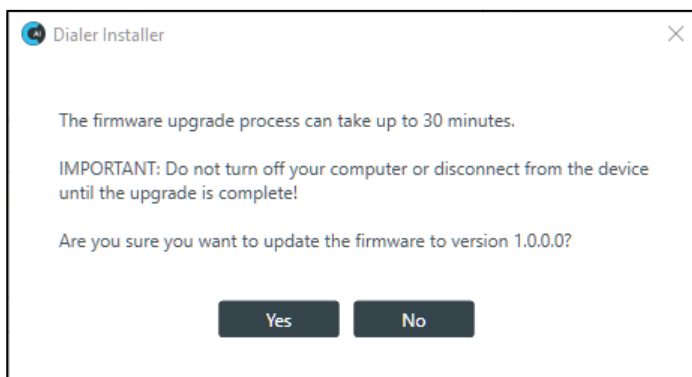 AI
Dialer Installer
The firmware upgrade process can take up to 30 minutes.
IMPORTANT: Do not turn off your computer or disconnect from the device
until the upgrade is complete!
Are you sure you want to update the firmware to version 1.0.0.0?
Yes
No